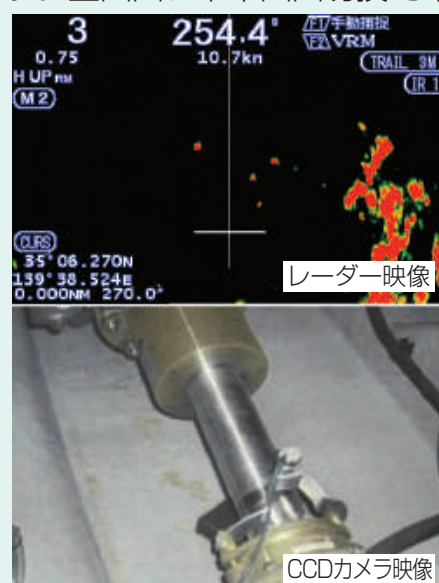 3
0.75
H UP RM
M2
254.4°
10.7kn
F1 手動捕捉
F2 VRM
TRAIL 3M
CURS
35°06.270N
139°38.524E
0.000NM 270.0°
レーダー映像
CCDカメラ映像